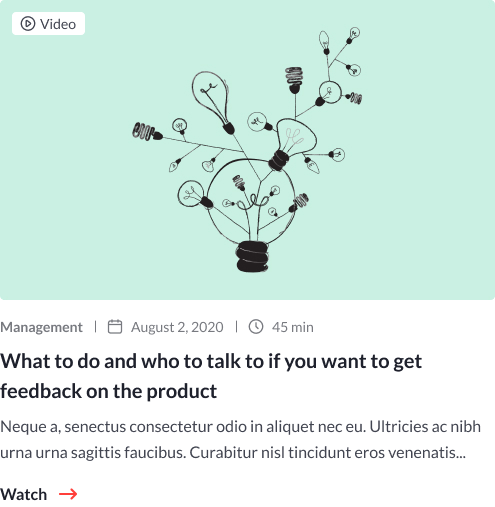 Video
Management | August 2, 2020 | 45 min
What to do and who to talk to if you want to get
feedback on the product
Neque a, senectus consectetur odio in aliquet nec eu. Ultricies ac nibh
urna urna sagittis faucibus. Curabitur nisl tincidunt eros venenatis...
Watch